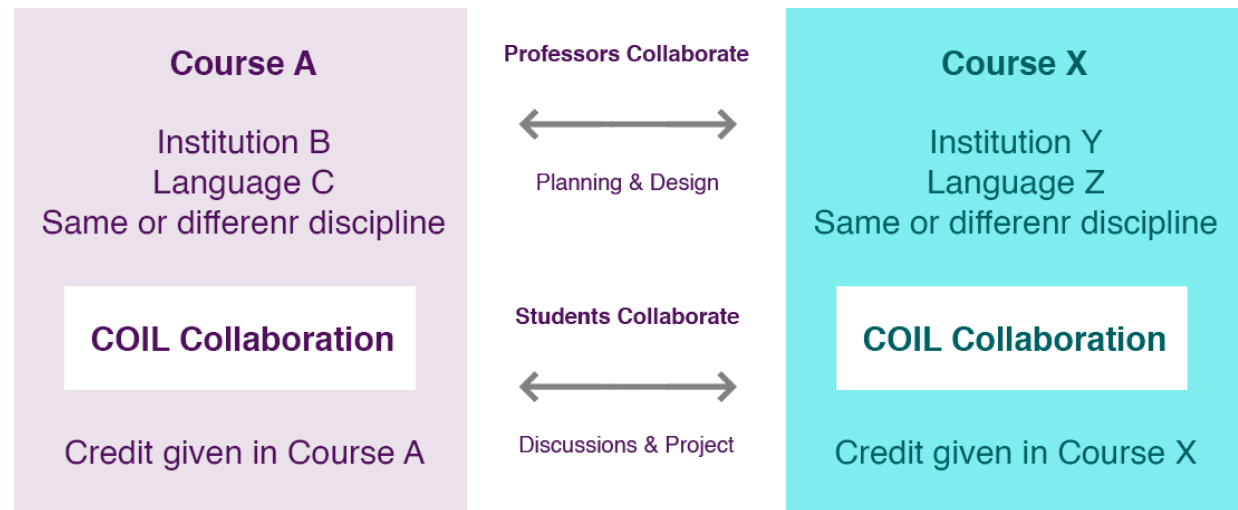 Course A
Institution B
Language C
Same or differenr discipline
COIL Collaboration
Credit given in Course A
Professors Collaborate
Planning & Design
Students Collaborate
Discussions & Project
Course X
Institution Y
Language Z
Same or differenr discipline
COIL Collaboration
Credit given in Course X